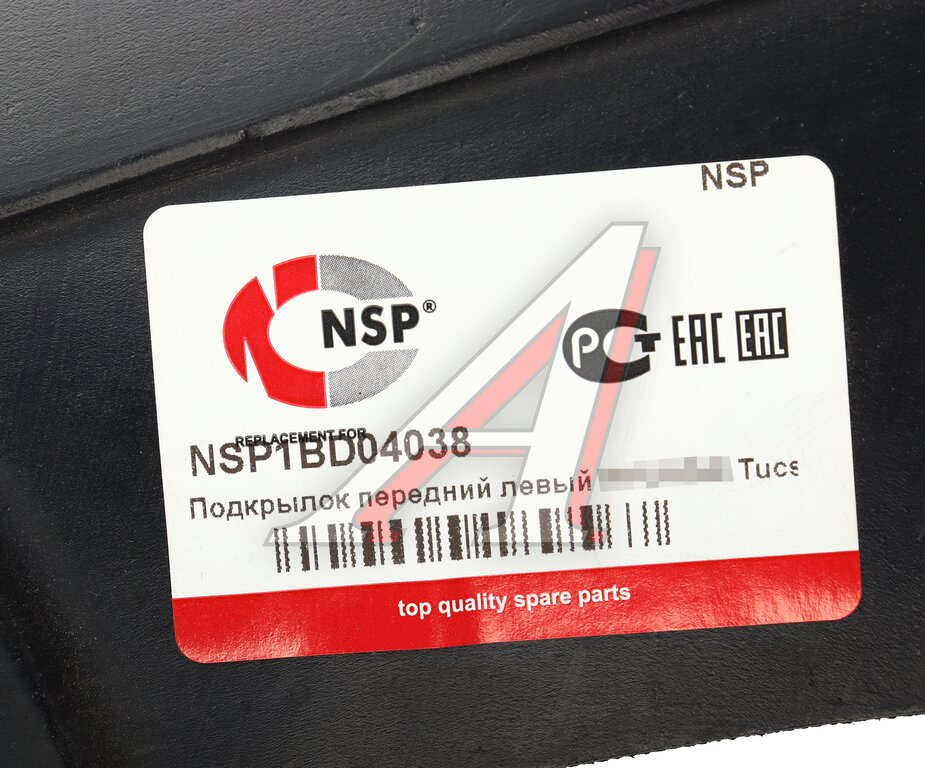 NSP
NSP®
PCT EAC EAC
REPLACEMENT FOR
NSP1BD04038
Подкрылок передний левый Tucs
top quality spare parts